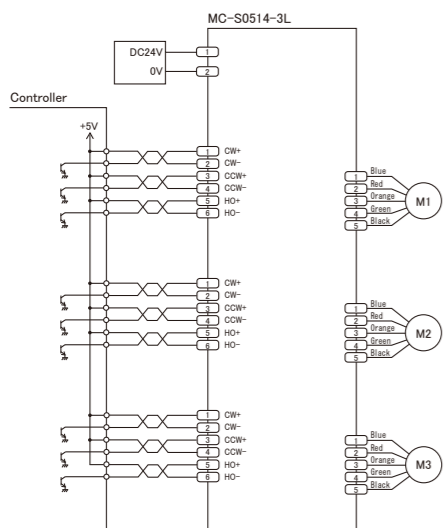 MC-S0514-3L
DC24V 1
0V 2
Controller
+5V
1 CW+
2 CW-
3 CCW+
4 CCW-
5 HO+
6 HO-
1 Blue
2 Red
3 Orange
4 Green
5 Black
M1
1 CW+
2 CW-
3 CCW+
4 CCW-
5 HO+
6 HO-
1 Blue
2 Red
3 Orange
4 Green
5 Black
M2
1 CW+
2 CW-
3 CCW+
4 CCW-
5 HO+
6 HO-
1 Blue
2 Red
3 Orange
4 Green
5 Black
M3